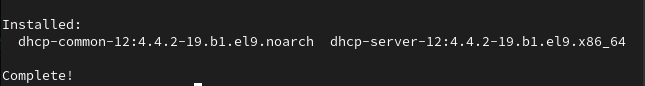 Installed:
  dhcp-common-12:4.4.2-19.b1.el9.noarch  dhcp-server-12:4.4.2-19.b1.el9.x86_64
Complete!